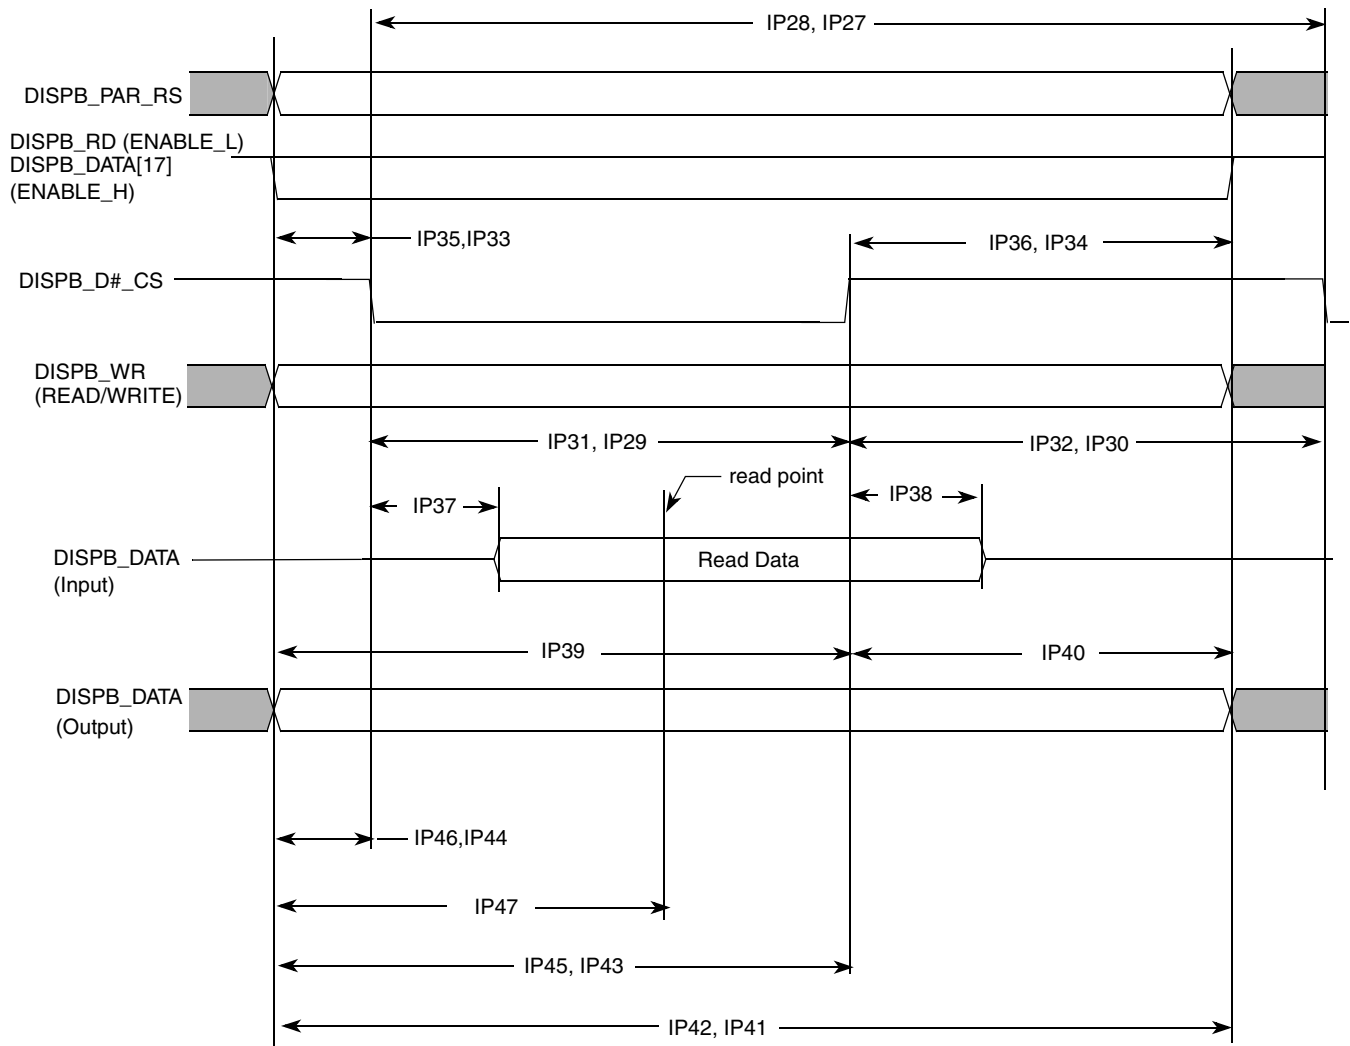 IP28, IP27
DISPB_PAR_RS
DISPB_RD (ENABLE_L)
DISPB_DATA[17]
(ENABLE_H)
IP35,IP33
IP36, IP34
DISPB_D#_CS
DISPB_WR
(READ/WRITE)
IP31, IP29
IP32, IP30
read point
IP37
IP38
DISPB_DATA
(Input)
Read Data
IP39
IP40
DISPB_DATA
(Output)
IP46,IP44
IP47
IP45, IP43
IP42, IP41